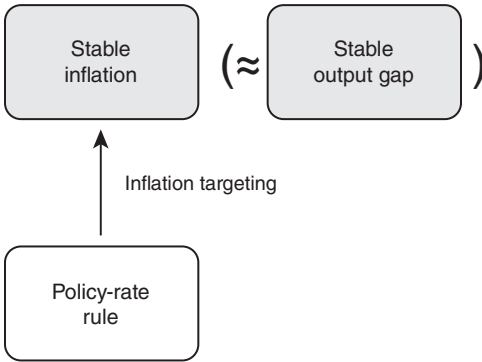 Stable
inflation
(≈
Stable
output gap
)
Inflation targeting
Policy-rate
rule